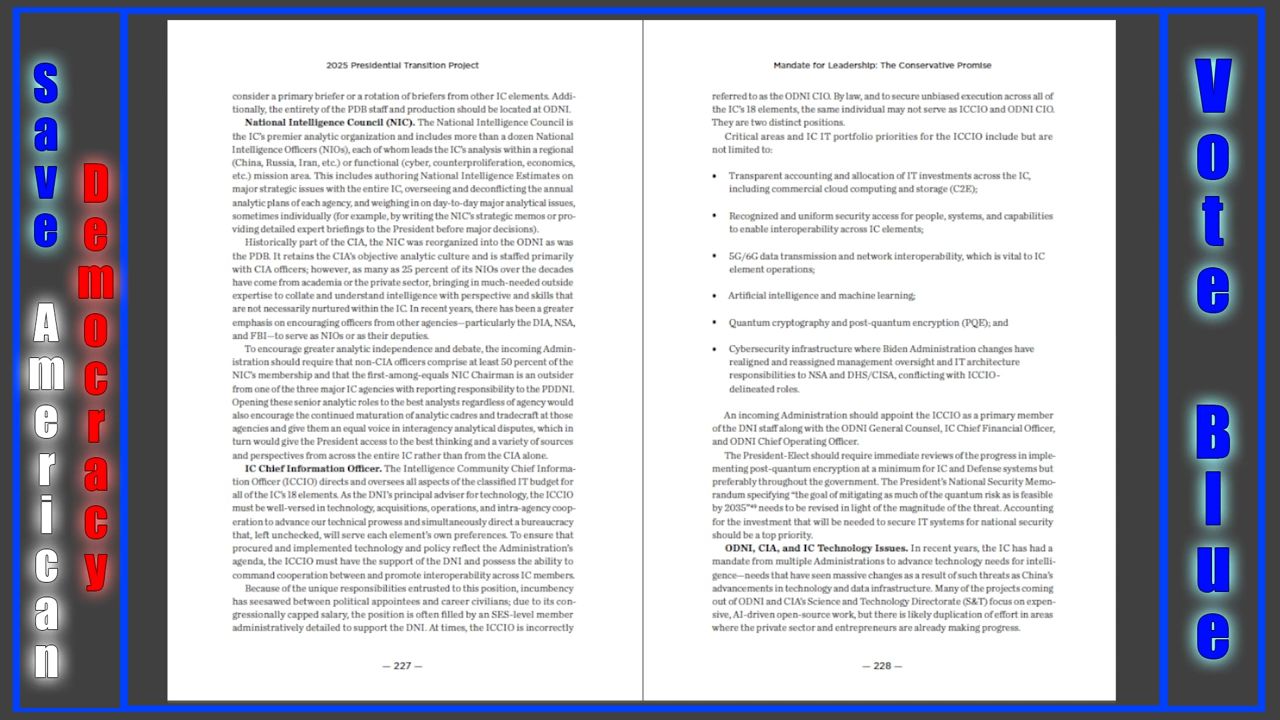 Save American
Democracy
2025 Presidential Transition Project
consider a primary briefer or a rotation of briefers from other IC elements. Addi-
tionally, the entirety of the PDB staff and production should be located at ODNI.
National Intelligence Council (NIC). The National Intelligence Council is
the IC's premier analytic organization and includes more than a dozen National
Intelligence Officers (NIOs), each of whom leads the IC's analysis within a regional
(China, Russia, Iran, etc.) or functional (cyber, counterproliferation, economics,
etc.) mission area. This includes authoring National Intelligence Estimates on
major strategic issues with the entire IC, overseeing and deconflicting the annual
analytic plans of each agency, and weighing in on day-to-day major analytical issues,
sometimes individually (for example, by writing the NIC's strategic memos or pro-
viding detailed expert briefings to the President before major decisions).
Historically part of the CIA, the NIC was reorganized into the ODNI as was
the PDB. It retains the CIA's objective analytic culture and is staffed primarily
with CIA officers; however, as many as 25 percent of its NIOs over the decades
have come from academia or the private sector, bringing in much-needed outside
expertise to collate and understand intelligence with perspective and skills that
are not necessarily nurtured within the IC. In recent years, there has been a greater
emphasis on encouraging officers from other agencies—particularly the DIA, NSA,
and FBI—to serve as NIOs or as their deputies.
To encourage greater analytic independence and debate, the incoming Admin-
istration should require that non-CIA officers comprise at least 50 percent of the
NIC's membership and that the first-among-equals NIC Chairman is an outsider
from one of the three major IC agencies with reporting responsibility to the PDDNI.
Opening these senior analytic roles to the best analysts regardless of agency would
also encourage the continued maturation of analytic cadres and tradecraft at those
agencies and give them an equal voice in interagency analytical disputes, which in
turn would give the President access to the best thinking and a variety of sources
and perspectives from across the entire IC rather than from the CIA alone.
IC Chief Information Officer. The Intelligence Community Chief Informa-
tion Officer (ICCIO) directs and oversees all aspects of the classified IT budget for
all of the IC's 18 elements. As the DNI's principal adviser for technology, the ICCIO
must be well-versed in technology, acquisitions, operations, and intra-agency coop-
eration to advance our technical prowess and simultaneously direct a bureaucracy
that, left unchecked, will serve each element's own preferences. To ensure that
procured and implemented technology and policy reflect the Administration's
agenda, the ICCIO must have the support of the DNI and possess the ability to
command cooperation between and promote interoperability across IC members.
Because of the unique responsibilities entrusted to this position, incumbency
has seesawed between political appointees and career civilians; due to its con-
gressionally capped salary, the position is often filled by an SES-level member
administratively detailed to support the DNI. At times, the ICCIO is incorrectly
— 227 —
Mandate for Leadership: The Conservative Promise
referred to as the ODNI CIO. By law, and to secure unbiased execution across all of
the IC's 18 elements, the same individual may not serve as ICCIO and ODNI CIO.
They are two distinct positions.
Critical areas and IC IT portfolio priorities for the ICCIO include but are
not limited to:
• Transparent accounting and allocation of IT investments across the IC,
including commercial cloud computing and storage (C2E);
• Recognized and uniform security access for people, systems, and capabilities
to enable interoperability across IC elements;
• 5G/6G data transmission and network interoperability, which is vital to IC
element operations;
• Artificial intelligence and machine learning;
• Quantum cryptography and post-quantum encryption (PQE); and
• Cybersecurity infrastructure where Biden Administration changes have
realigned and reassigned management oversight and IT architecture
responsibilities to NSA and DHS/CISA, conflicting with ICCIO-
delineated roles.
An incoming Administration should appoint the ICCIO as a primary member
of the DNI staff along with the ODNI General Counsel, IC Chief Financial Officer,
and ODNI Chief Operating Officer.
The President-Elect should require immediate reviews of the progress in imple-
menting post-quantum encryption at a minimum for IC and Defense systems but
preferably throughout the government. The President's National Security Memo-
randum specifying "the goal of mitigating as much of the quantum risk as is feasible
by 2035"⁴⁹ needs to be revised in light of the magnitude of the threat. Accounting
for the investment that will be needed to secure IT systems for national security
should be a top priority.
ODNI, CIA, and IC Technology Issues. In recent years, the IC has had a
mandate from multiple Administrations to advance technology needs for intelli-
gence—needs that have seen massive changes as a result of such threats as China's
advancements in technology and data infrastructure. Many of the projects coming
out of ODNI and CIA's Science and Technology Directorate (S&T) focus on expen-
sive, AI-driven open-source work, but there is likely duplication of effort in areas
where the private sector and entrepreneurs are already making progress.
— 228 —
Vote Blue